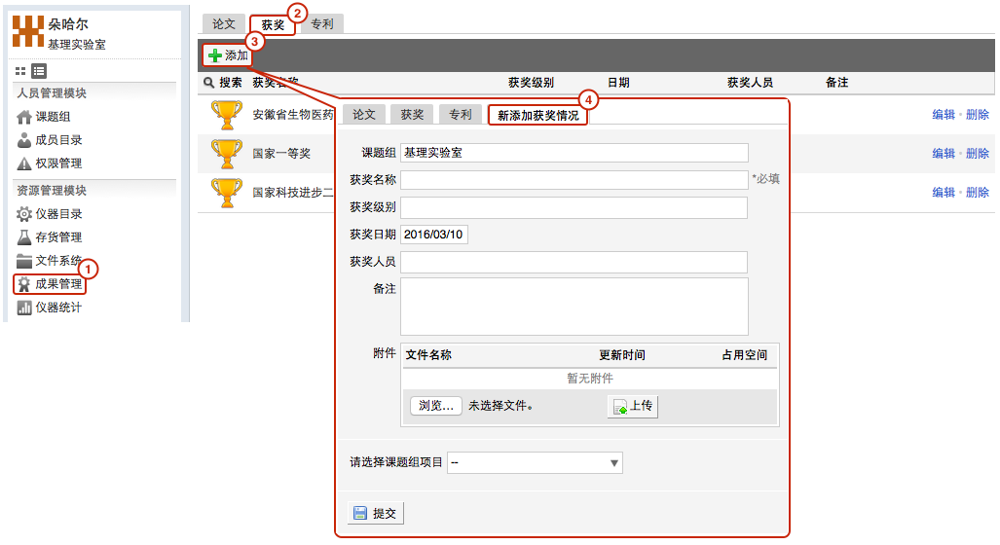 朵哈尔
基理实验室
人员管理模块
课题组
成员目录
权限管理
资源管理模块
仪器目录
存货管理
文件系统
1
成果管理
仪器统计
论文 获奖 2 专利
3
添加
搜索 获奖名称 获奖级别 日期 获奖人员 备注
安徽省生物医药 编辑 • 删除
国家一等奖 编辑 • 删除
国家科技进步二 编辑 • 删除
4
论文 获奖 专利 新添加获奖情况
课题组 基理实验室
获奖名称 *必填
获奖级别
获奖日期 2016/03/10
获奖人员
备注
附件 文件名称 更新时间 占用空间
暂无附件
浏览... 未选择文件。 上传
请选择课题组项目 --
提交